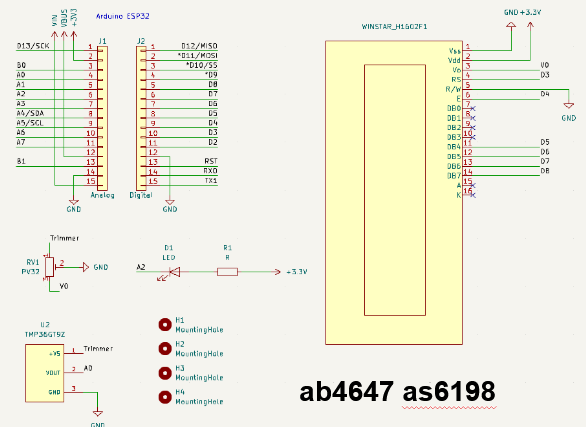 Arduino ESP32
VIN
VBUS
+3V3
J1
J2
D13/SCK
B0
A0
A1
A2
A3
A4/SDA
A5/SCL
A6
A7
B1
1
2
3
4
5
6
7
8
9
10
11
12
13
14
15
Analog
GND
1
2
3
4
5
6
7
8
9
10
11
12
13
14
15
D12/MISO
*D11/MOSI
*D10/SS
*D9
D8
D7
D6
D5
D4
D3
D2
RST
RX0
TX1
Digital
GND
WINSTAR_H1602F1
GND +3.3V
Vss 1
Vdd 2
Vo 3 V0
RS 4 D3
R/W 5
E 6 D4
DB0 7
DB1 8
DB2 9
DB3 10
DB4 11 D5
DB5 12 D6
DB6 13 D7
DB7 14 D8
A 15
K 16
GND
Trimmer
RV1
PV32
1
2
3
GND
V0
D1
LED
A2
R1
R
+3.3V
H1
MountingHole
H2
MountingHole
H3
MountingHole
H4
MountingHole
U2
TMP36GT9Z
+VS 1 Trimmer
VOUT 2 A0
GND 3
GND
ab4647 as6198